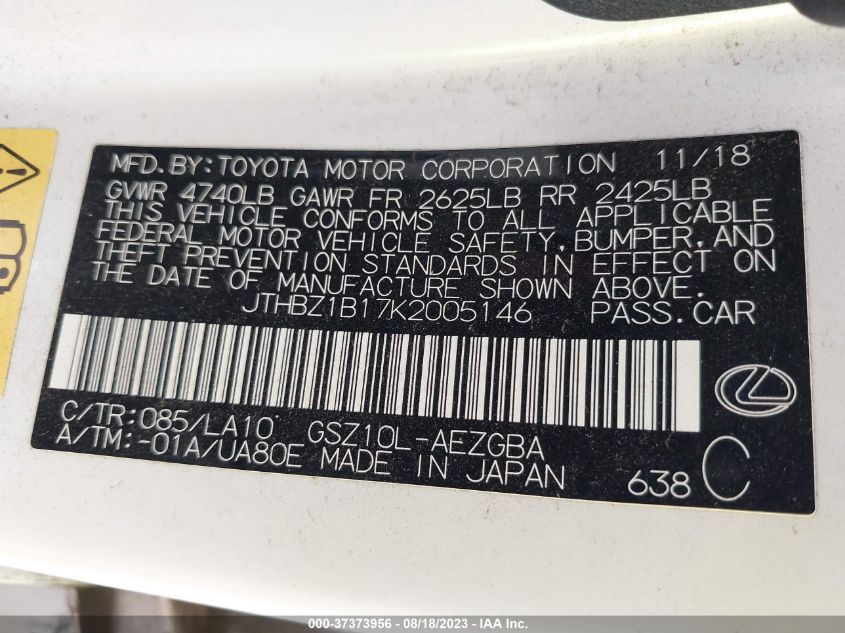 MFD.BY:TOYOTA MOTOR CORPORATION 11/18
GVWR 4740LB GAWR FR 2625LB RR 2425LB
THIS VEHICLE CONFORMS TO ALL APPLICABLE
FEDERAL MOTOR VEHICLE SAFETY,BUMPER,AND
THEFT PREVENTION STANDARDS IN EFFECT ON
THE DATE OF MANUFACTURE SHOWN ABOVE.
JTHBZ1B17K2005146 PASS.CAR
C/TR:085/LA10 GSZ10L-AEZGBA
A/TM:-01A/UA80E MADE IN JAPAN
638 C
000-37373956 - 08/18/2023 - IAA Inc.